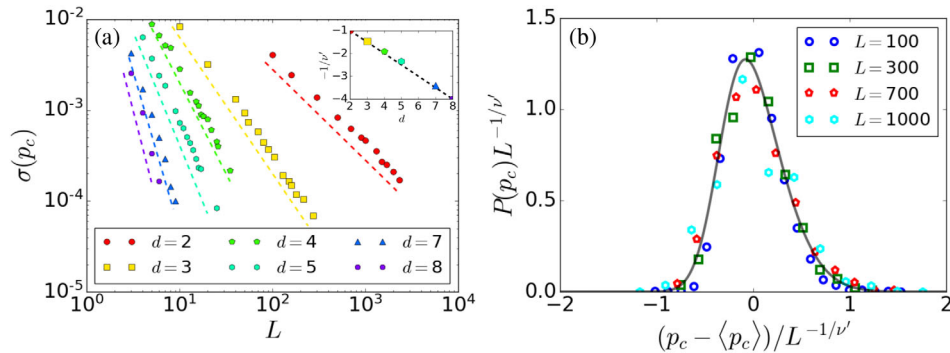 (a)
σ(p_c)
10^{-2}
10^{-3}
10^{-4}
10^{-5}
10^0 10^1 10^2 10^3 10^4
L
d=2 d=4 d=7
d=3 d=5 d=8
−1/ν′
−1
−2
−3
−4
2 3 4 5 6 7 8
d
(b)
P(p_c)L^{-1/ν′}
1.5
1.0
0.5
0.0
−2 −1 0 1 2
(p_c − ⟨p_c⟩)/L^{-1/ν′}
L=100
L=300
L=700
L=1000